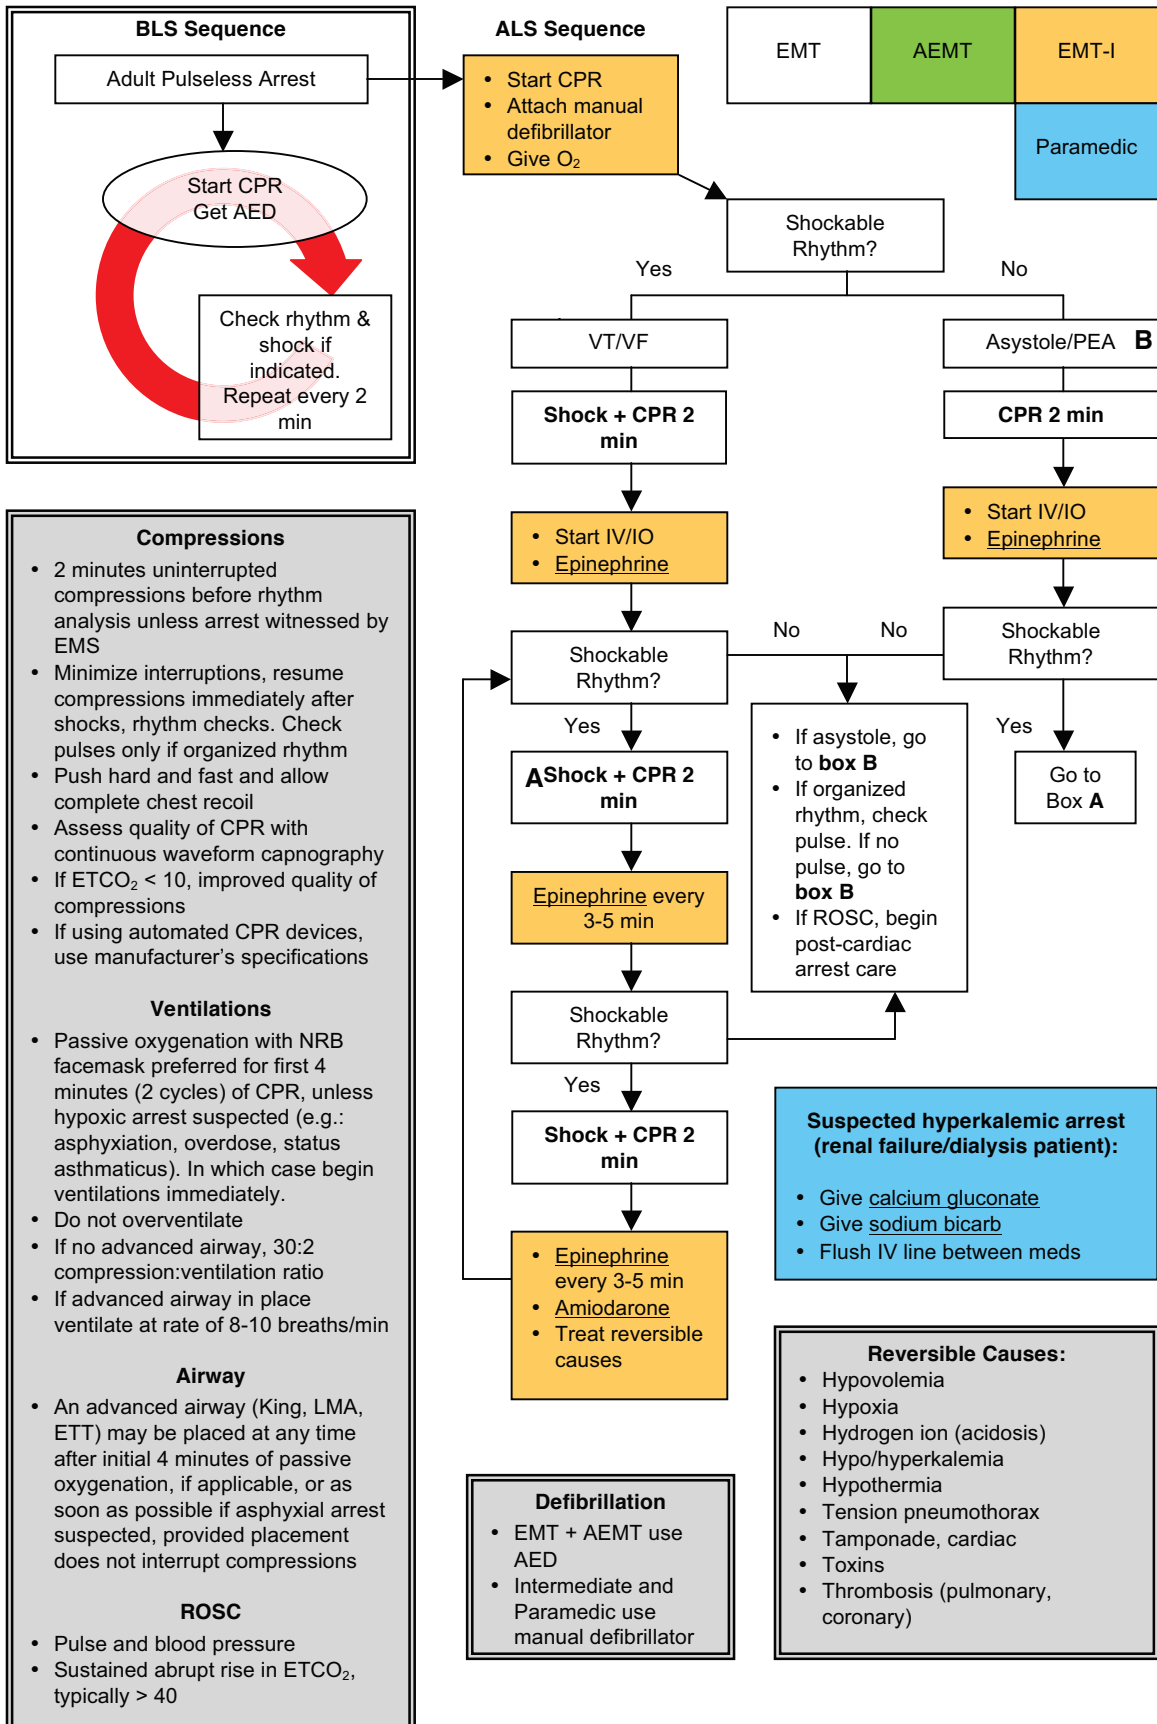 BLS Sequence
Adult Pulseless Arrest
Start CPR
Get AED
Check rhythm &
shock if
indicated.
Repeat every 2
min
ALS Sequence
• Start CPR
• Attach manual
defibrillator
• Give O₂
EMT
AEMT
EMT-I
Paramedic
Shockable
Rhythm?
Yes
No
VT/VF
Asystole/PEA B
Shock + CPR 2
min
CPR 2 min
• Start IV/IO
• Epinephrine
• Start IV/IO
• Epinephrine
Shockable
Rhythm?
No
No
Shockable
Rhythm?
Yes
Yes
A Shock + CPR 2
min
• If asystole, go
to box B
• If organized
rhythm, check
pulse. If no
pulse, go to
box B
• If ROSC, begin
post-cardiac
arrest care
Go to
Box A
Epinephrine every
3-5 min
Shockable
Rhythm?
Yes
Shock + CPR 2
min
• Epinephrine
every 3-5 min
• Amiodarone
• Treat reversible
causes
Compressions
• 2 minutes uninterrupted
compressions before rhythm
analysis unless arrest witnessed by
EMS
• Minimize interruptions, resume
compressions immediately after
shocks, rhythm checks. Check
pulses only if organized rhythm
• Push hard and fast and allow
complete chest recoil
• Assess quality of CPR with
continuous waveform capnography
• If ETCO₂ < 10, improved quality of
compressions
• If using automated CPR devices,
use manufacturer's specifications
Ventilations
• Passive oxygenation with NRB
facemask preferred for first 4
minutes (2 cycles) of CPR, unless
hypoxic arrest suspected (e.g.:
asphyxiation, overdose, status
asthmaticus). In which case begin
ventilations immediately.
• Do not overventilate
• If no advanced airway, 30:2
compression:ventilation ratio
• If advanced airway in place
ventilate at rate of 8-10 breaths/min
Airway
• An advanced airway (King, LMA,
ETT) may be placed at any time
after initial 4 minutes of passive
oxygenation, if applicable, or as
soon as possible if asphyxial arrest
suspected, provided placement
does not interrupt compressions
ROSC
• Pulse and blood pressure
• Sustained abrupt rise in ETCO₂,
typically > 40
Suspected hyperkalemic arrest
(renal failure/dialysis patient):
• Give calcium gluconate
• Give sodium bicarb
• Flush IV line between meds
Defibrillation
• EMT + AEMT use
AED
• Intermediate and
Paramedic use
manual defibrillator
Reversible Causes:
• Hypovolemia
• Hypoxia
• Hydrogen ion (acidosis)
• Hypo/hyperkalemia
• Hypothermia
• Tension pneumothorax
• Tamponade, cardiac
• Toxins
• Thrombosis (pulmonary,
coronary)